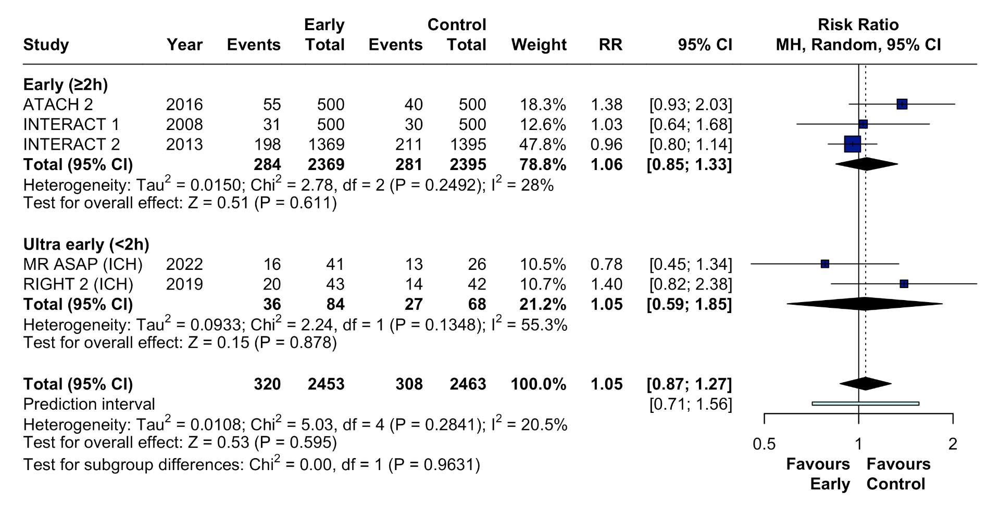 Early Control Risk Ratio
Study Year Events Total Events Total Weight RR 95% CI MH, Random, 95% CI
Early (≥2h)
ATACH 2 2016 55 500 40 500 18.3% 1.38 [0.93; 2.03]
INTERACT 1 2008 31 500 30 500 12.6% 1.03 [0.64; 1.68]
INTERACT 2 2013 198 1369 211 1395 47.8% 0.96 [0.80; 1.14]
Total (95% CI) 284 2369 281 2395 78.8% 1.06 [0.85; 1.33]
Heterogeneity: Tau² = 0.0150; Chi² = 2.78, df = 2 (P = 0.2492); I² = 28%
Test for overall effect: Z = 0.51 (P = 0.611)
Ultra early (<2h)
MR ASAP (ICH) 2022 16 41 13 26 10.5% 0.78 [0.45; 1.34]
RIGHT 2 (ICH) 2019 20 43 14 42 10.7% 1.40 [0.82; 2.38]
Total (95% CI) 36 84 27 68 21.2% 1.05 [0.59; 1.85]
Heterogeneity: Tau² = 0.0933; Chi² = 2.24, df = 1 (P = 0.1348); I² = 55.3%
Test for overall effect: Z = 0.15 (P = 0.878)
Total (95% CI) 320 2453 308 2463 100.0% 1.05 [0.87; 1.27]
Prediction interval [0.71; 1.56]
Heterogeneity: Tau² = 0.0108; Chi² = 5.03, df = 4 (P = 0.2841); I² = 20.5%
Test for overall effect: Z = 0.53 (P = 0.595)
Test for subgroup differences: Chi² = 0.00, df = 1 (P = 0.9631)
0.5 1 2
Favours Favours
Early Control